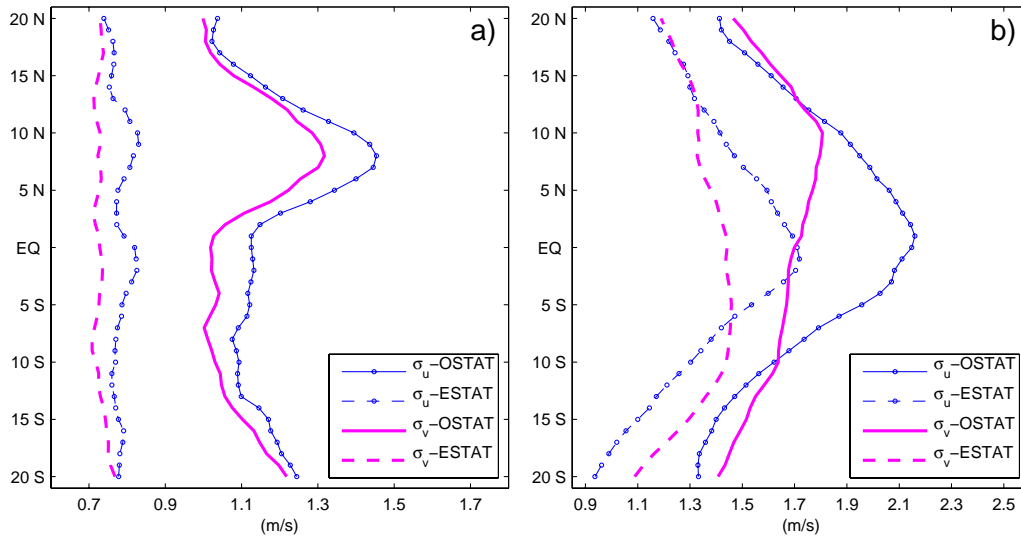 a)
20 N
15 N
10 N
5 N
EQ
5 S
10 S
15 S
20 S
0.7
0.9
1.1
1.3
1.5
1.7
(m/s)
σu−OSTAT
σu−ESTAT
σv−OSTAT
σv−ESTAT
b)
20 N
15 N
10 N
5 N
EQ
5 S
10 S
15 S
20 S
0.9
1.1
1.3
1.5
1.7
1.9
2.1
2.3
2.5
(m/s)
σu−OSTAT
σu−ESTAT
σv−OSTAT
σv−ESTAT